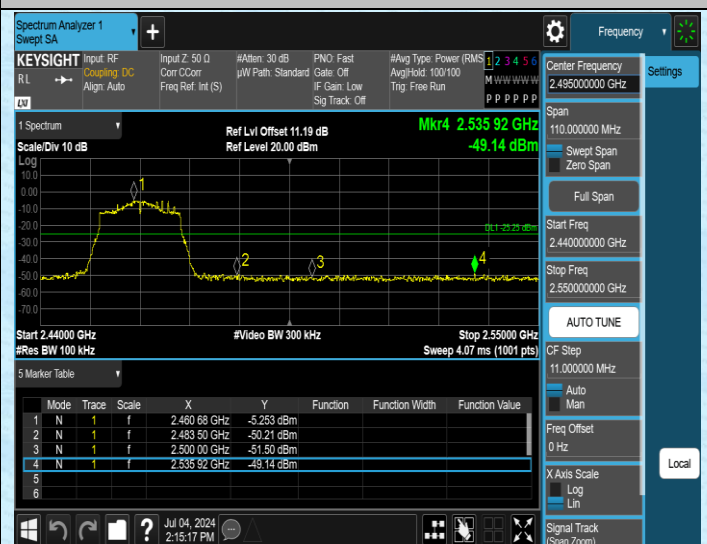 Spectrum Analyzer 1
Swept SA
Frequency
KEYSIGHT
RL
LXI
Input: RF
Coupling: DC
Align: Auto
Input Z: 50 Ω
Corr CCorr
Freq Ref: Int (S)
#Atten: 30 dB
µW Path: Standard
PNO: Fast
Gate: Off
IF Gain: Low
Sig Track: Off
#Avg Type: Power (RMS
Avg|Hold: 100/100
Trig: Free Run
1 2 3 4 5 6
M W W W W W
P P P P P P
1 Spectrum
Scale/Div 10 dB
Ref Lvl Offset 11.19 dB
Ref Level 20.00 dBm
Mkr4 2.535 92 GHz
-49.14 dBm
Log
10.0
0.00
-10.0
-20.0
-30.0
-40.0
-50.0
-60.0
-70.0
1
2
3
4
DL1 -25.25 dBm
Start 2.44000 GHz
#Video BW 300 kHz
Stop 2.55000 GHz
#Res BW 100 kHz
Sweep 4.07 ms (1001 pts)
5 Marker Table
Mode Trace Scale X Y Function Function Width Function Value
1 N 1 f 2.460 68 GHz -5.253 dBm
2 N 1 f 2.483 50 GHz -50.21 dBm
3 N 1 f 2.500 00 GHz -51.50 dBm
4 N 1 f 2.535 92 GHz -49.14 dBm
5
6
?
Jul 04, 2024
2:15:17 PM
Center Frequency
2.495000000 GHz
Span
110.000000 MHz
Swept Span
Zero Span
Full Span
Start Freq
2.440000000 GHz
Stop Freq
2.550000000 GHz
AUTO TUNE
CF Step
11.000000 MHz
Auto
Man
Freq Offset
0 Hz
X Axis Scale
Log
Lin
Signal Track
(Span Zoom)
Settings
Local